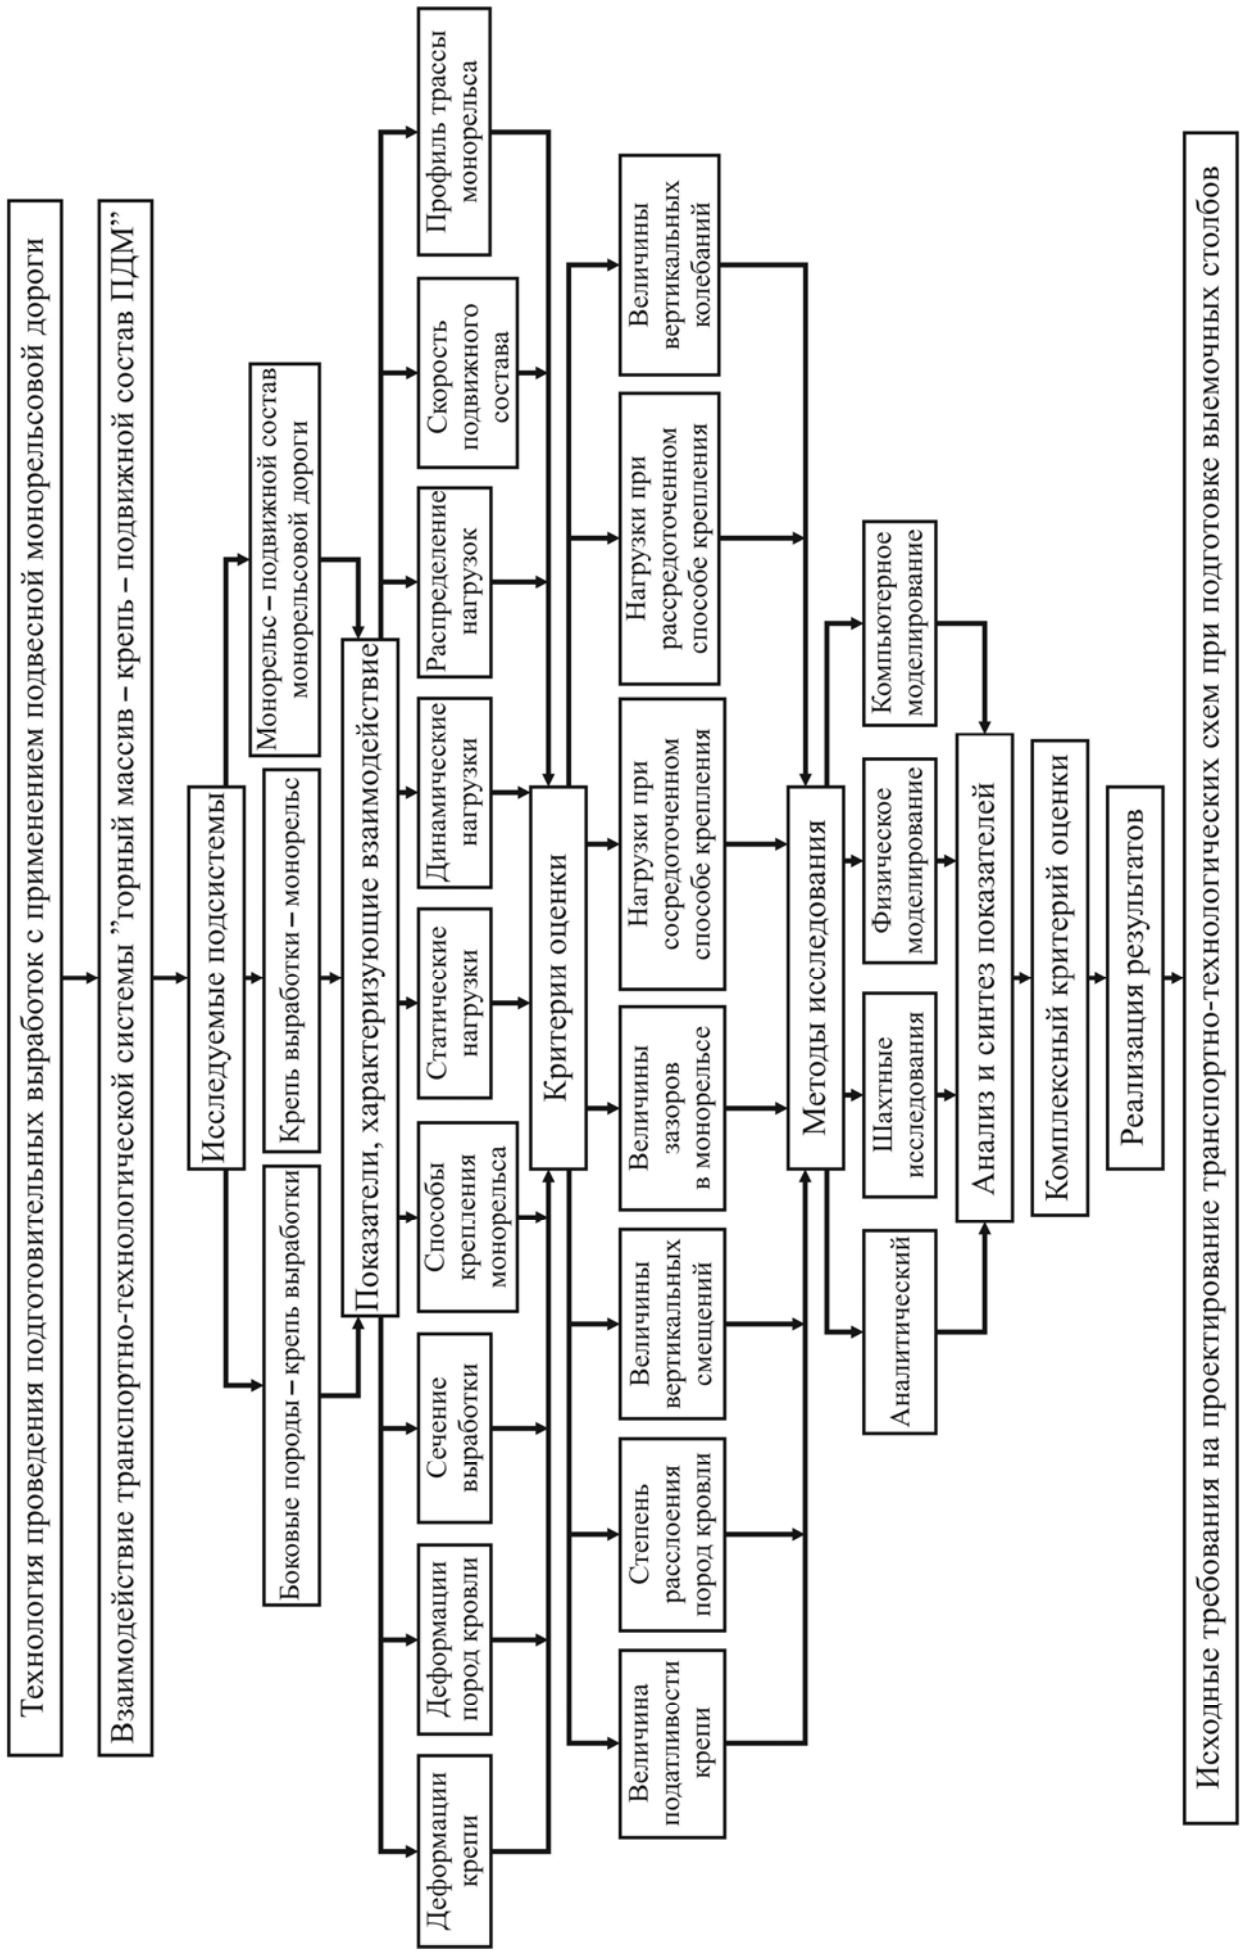 Технология проведения подготовительных выработок с применением подвесной монорельсовой дороги
Взаимодействие транспортно-технологической системы ”горный массив – крепь – подвижной состав ПДМ”
Исследуемые подсистемы
Боковые породы – крепь выработки
Крепь выработки – монорельс
Монорельс – подвижной состав
монорельсовой дороги
Показатели, характеризующие взаимодействие
Деформации
крепи
Деформации
пород кровли
Сечение
выработки
Способы
крепления
монорельса
Статические
нагрузки
Динамические
нагрузки
Распределение
нагрузок
Скорость
подвижного
состава
Профиль трассы
монорельса
Критерии оценки
Величина
податливости
крепи
Степень
расслоения
пород кровли
Величины
вертикальных
смещений
Величины
зазоров
в монорельсе
Нагрузки при
сосредоточенном
способе крепления
Нагрузки при
рассредоточенном
способе крепления
Величины
вертикальных
колебаний
Методы исследования
Аналитический
Шахтные
исследования
Физическое
моделирование
Компьютерное
моделирование
Анализ и синтез показателей
Комплексный критерий оценки
Реализация результатов
Исходные требования на проектирование транспортно-технологических схем при подготовке выемочных столбов